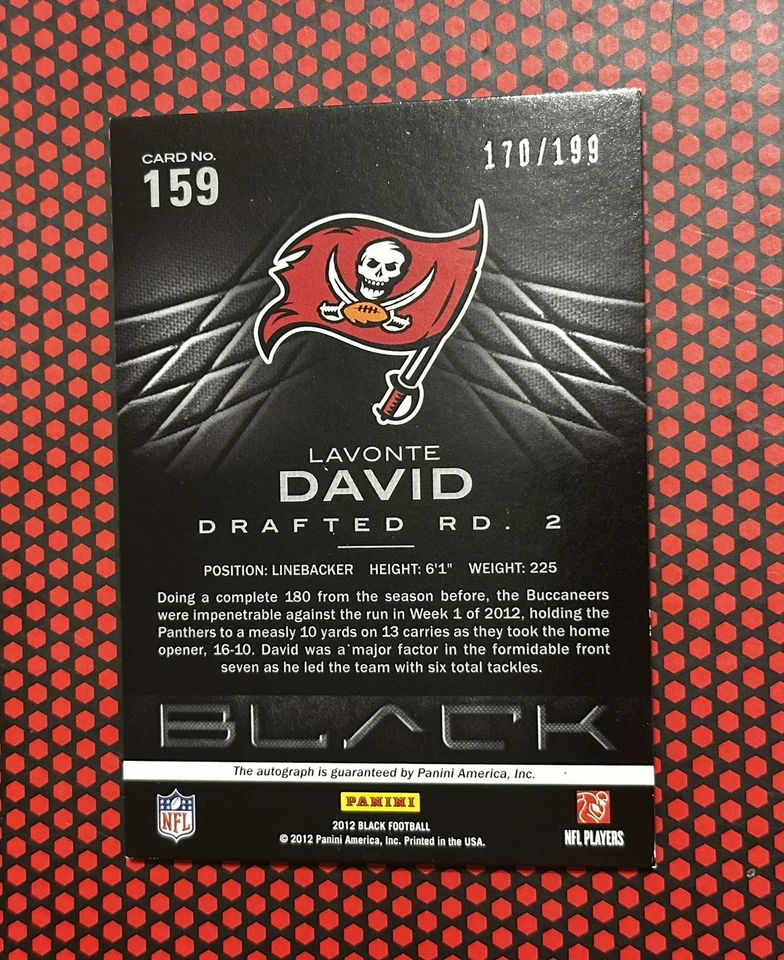 CARD No.
159
170/199
LAVONTE
DAVID
DRAFTED RD. 2
POSITION: LINEBACKER HEIGHT: 6'1" WEIGHT: 225
Doing a complete 180 from the season before, the Buccaneers
were impenetrable against the run in Week 1 of 2012, holding the
Panthers to a measly 10 yards on 13 carries as they took the home
opener, 16-10. David was a major factor in the formidable front
seven as he led the team with six total tackles.
BLACK
The autograph is guaranteed by Panini America, Inc.
NFL
PANINI
2012 BLACK FOOTBALL
© 2012 Panini America, Inc. Printed in the USA.
NFL PLAYERS